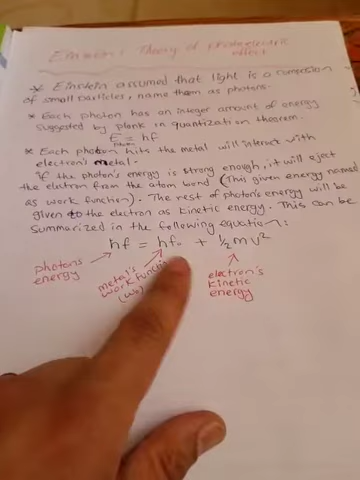 Einstein: Theory of photoelectric
effect
* Einstein assumed that light is a composion
of small particles, name them as photons.
* Each photon has an integer amount of energy
suggested by plank in quantization theorem.
E = hf
photon
* Each photon hits the metal will interact with
electron's metal.
If the photon's energy is strong enough, it will eject
the elctron from the atom bond (This given energy named
as work function). The rest of photon's energy will be
given to the electron as kinetic energy. This can be
summarized in the following equation:
hf = hf₀ + ½mv²
photons
energy
metal's
work function
(W₀)
electron's
kinetic
energy